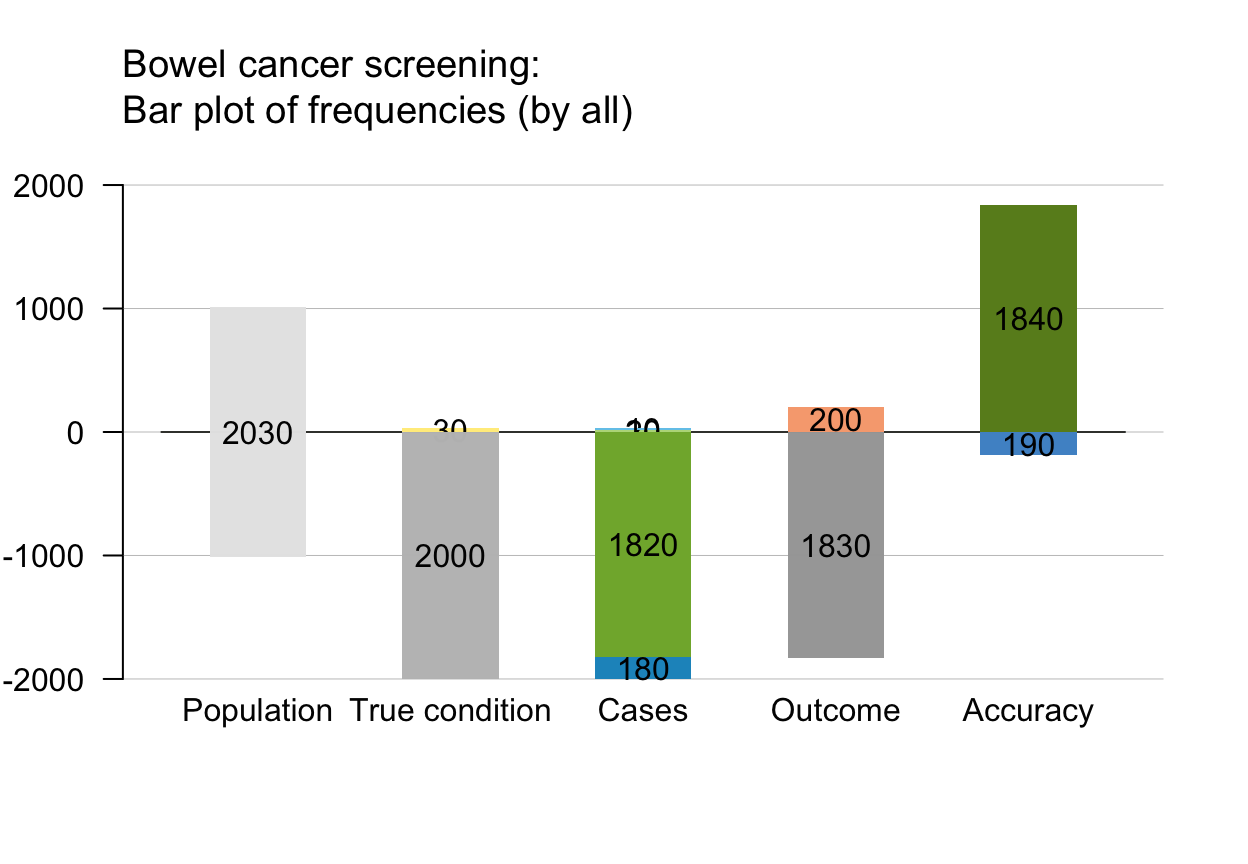 Bowel cancer screening:
Bar plot of frequencies (by all)
2000
1000
0
-1000
-2000
2030
30
2000
1820
180
200
1830
1840
190
Population
True condition
Cases
Outcome
Accuracy